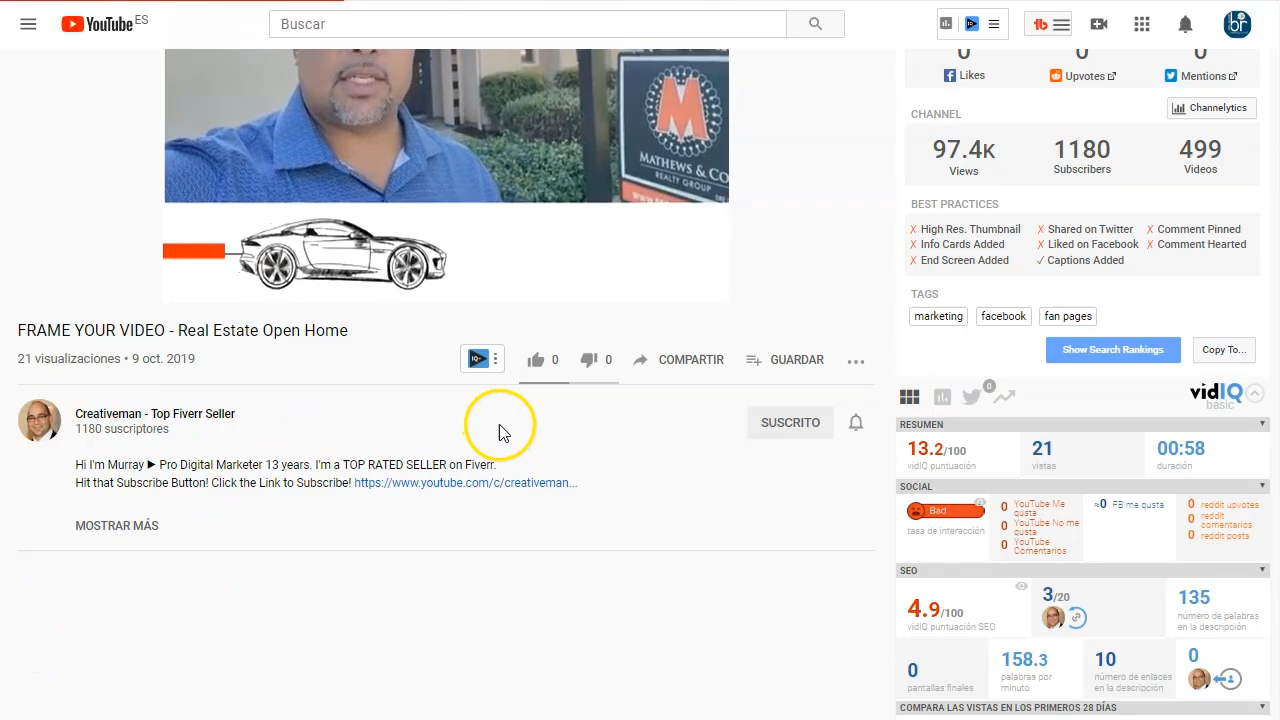 YouTube ES
Buscar
tb
br
M
MATHEWS & CO
REALTY GROUP
FRAME YOUR VIDEO - Real Estate Open Home
21 visualizaciones • 9 oct. 2019
IQ
0
0
COMPARTIR
GUARDAR
Creativeman - Top Fiverr Seller
1180 suscriptores
SUSCRITO
Hi I'm Murray ► Pro Digital Marketer 13 years. I'm a TOP RATED SELLER on Fiverr.
Hit that Subscribe Button! Click the Link to Subscribe! https://www.youtube.com/c/creativeman...
MOSTRAR MÁS
0 0 0
Likes Upvotes Mentions
CHANNEL
Channelytics
97.4K 1180 499
Views Subscribers Videos
BEST PRACTICES
✗ High Res. Thumbnail ✗ Shared on Twitter ✗ Comment Pinned
✗ Info Cards Added ✗ Liked on Facebook ✗ Comment Hearted
✗ End Screen Added ✓ Captions Added
TAGS
marketing facebook fan pages
Show Search Rankings Copy To...
0
vidIQ
basic
RESUMEN
13.2/100 21 00:58
vidIQ puntuación vistas duración
SOCIAL
Bad
tasa de interacción
0 YouTube Me gusta
0 YouTube No me gusta
0 YouTube Comentarios
≈0 FB me gusta
0 reddit upvotes
0 reddit comentarios
0 reddit posts
SEO
4.9/100 3/20 135
vidIQ puntuación SEO
número de palabras en la descripción
0 158.3 10 0
pantallas finales
palabras por minuto
número de enlaces en la descripción
COMPARA LAS VISTAS EN LOS PRIMEROS 28 DÍAS